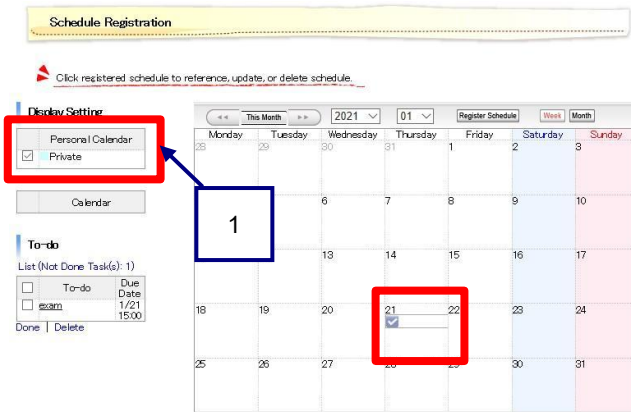 Schedule Registration
Click registered schedule to reference, update, or delete schedule.
Display Setting
Personal Calendar
Private
Calendar
To-do
List (Not Done Task(s): 1)
To-do Due Date
exam 1/21 15:00
Done | Delete
1
This Month 2021 01 Register Schedule Week Month
Monday Tuesday Wednesday Thursday Friday Saturday Sunday
28 29 30 31 1 2 3
6 7 8 9 10
13 14 15 16 17
18 19 20 21 22 23 24
25 26 27 28 29 30 31